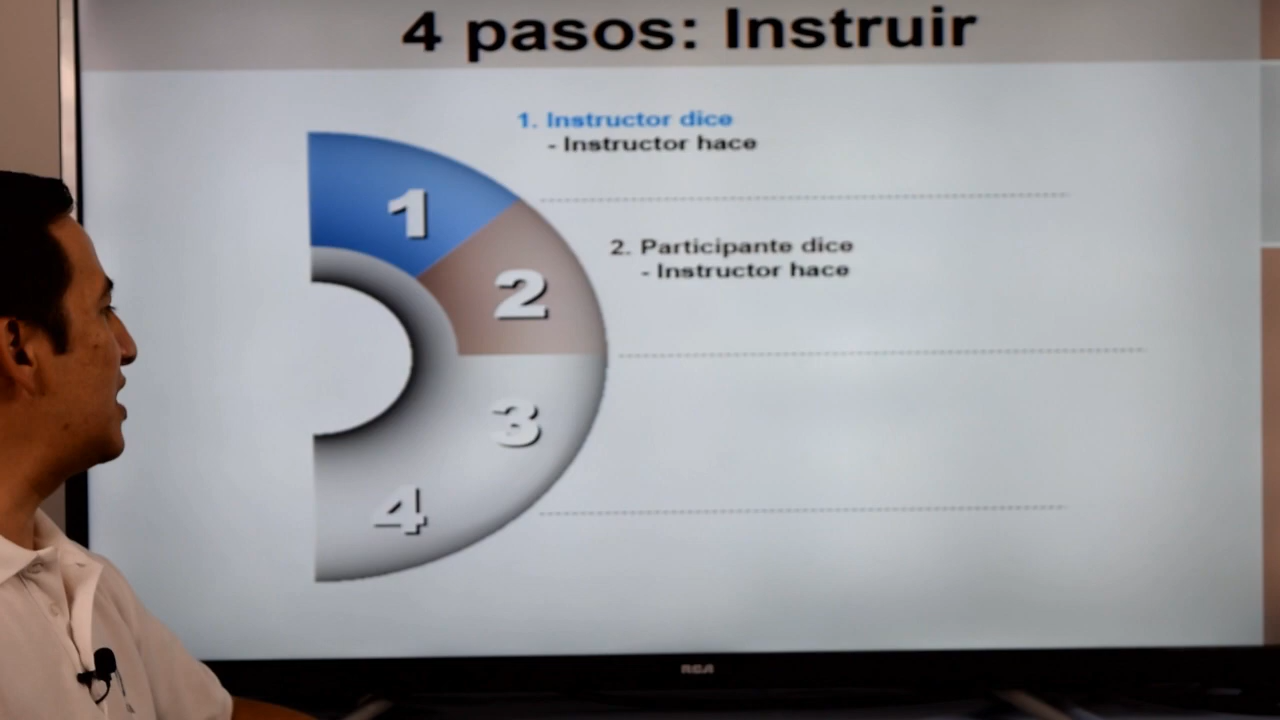 4 pasos: Instruir
1. Instructor dice
- Instructor hace
1
2. Participante dice
- Instructor hace
2
3
4
RCA